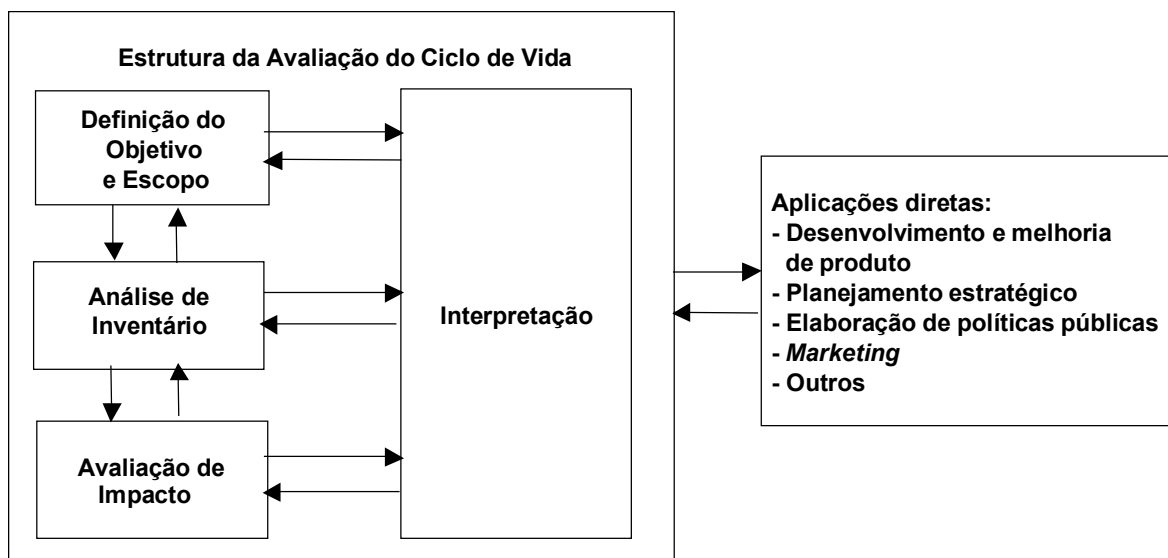 Estrutura da Avaliação do Ciclo de Vida
Definição do
Objetivo
e Escopo
Análise de
Inventário
Avaliação de
Impacto
Interpretação
Aplicações diretas:
- Desenvolvimento e melhoria
de produto
- Planejamento estratégico
- Elaboração de políticas públicas
- Marketing
- Outros